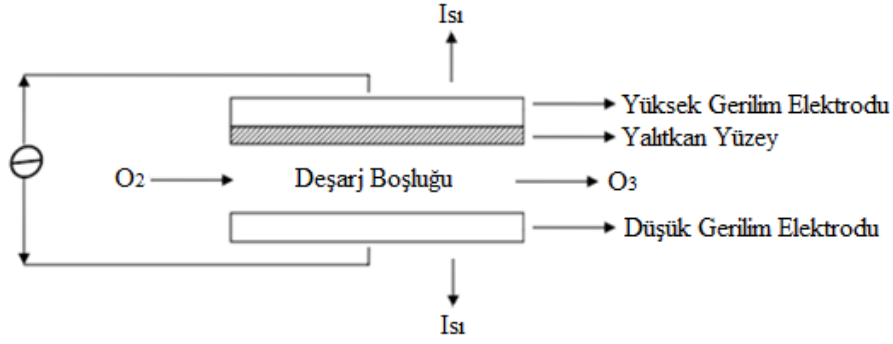 Isı
Yüksek Gerilim Elektrodu
Yalıtkan Yüzey
O2
Deşarj Boşluğu
O3
Düşük Gerilim Elektrodu
Isı